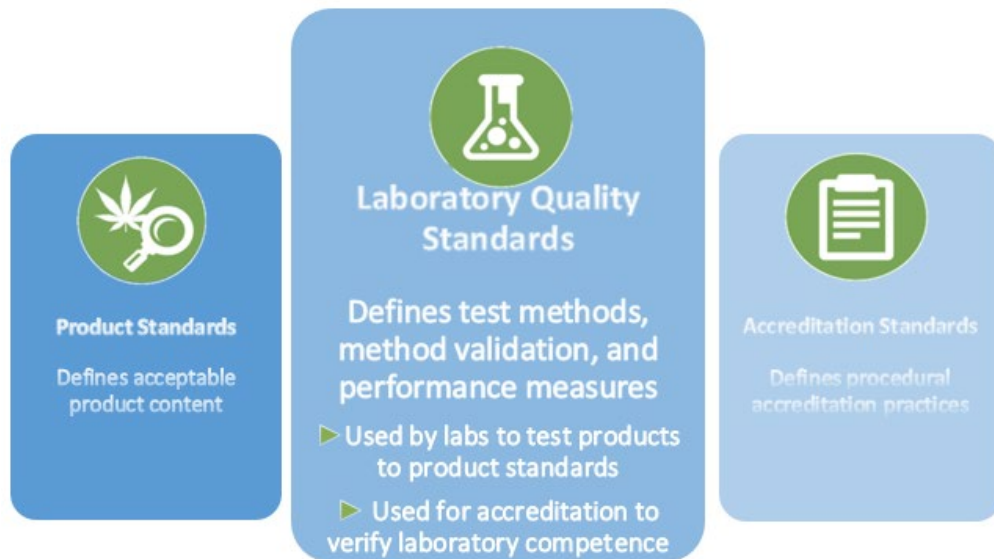 Product Standards
Defines acceptable
product content
Laboratory Quality
Standards
Defines test methods,
method validation, and
performance measures
Used by labs to test products
to product standards
Used for accreditation to
verify laboratory competence
Accreditation Standards
Defines procedural
accreditation practices